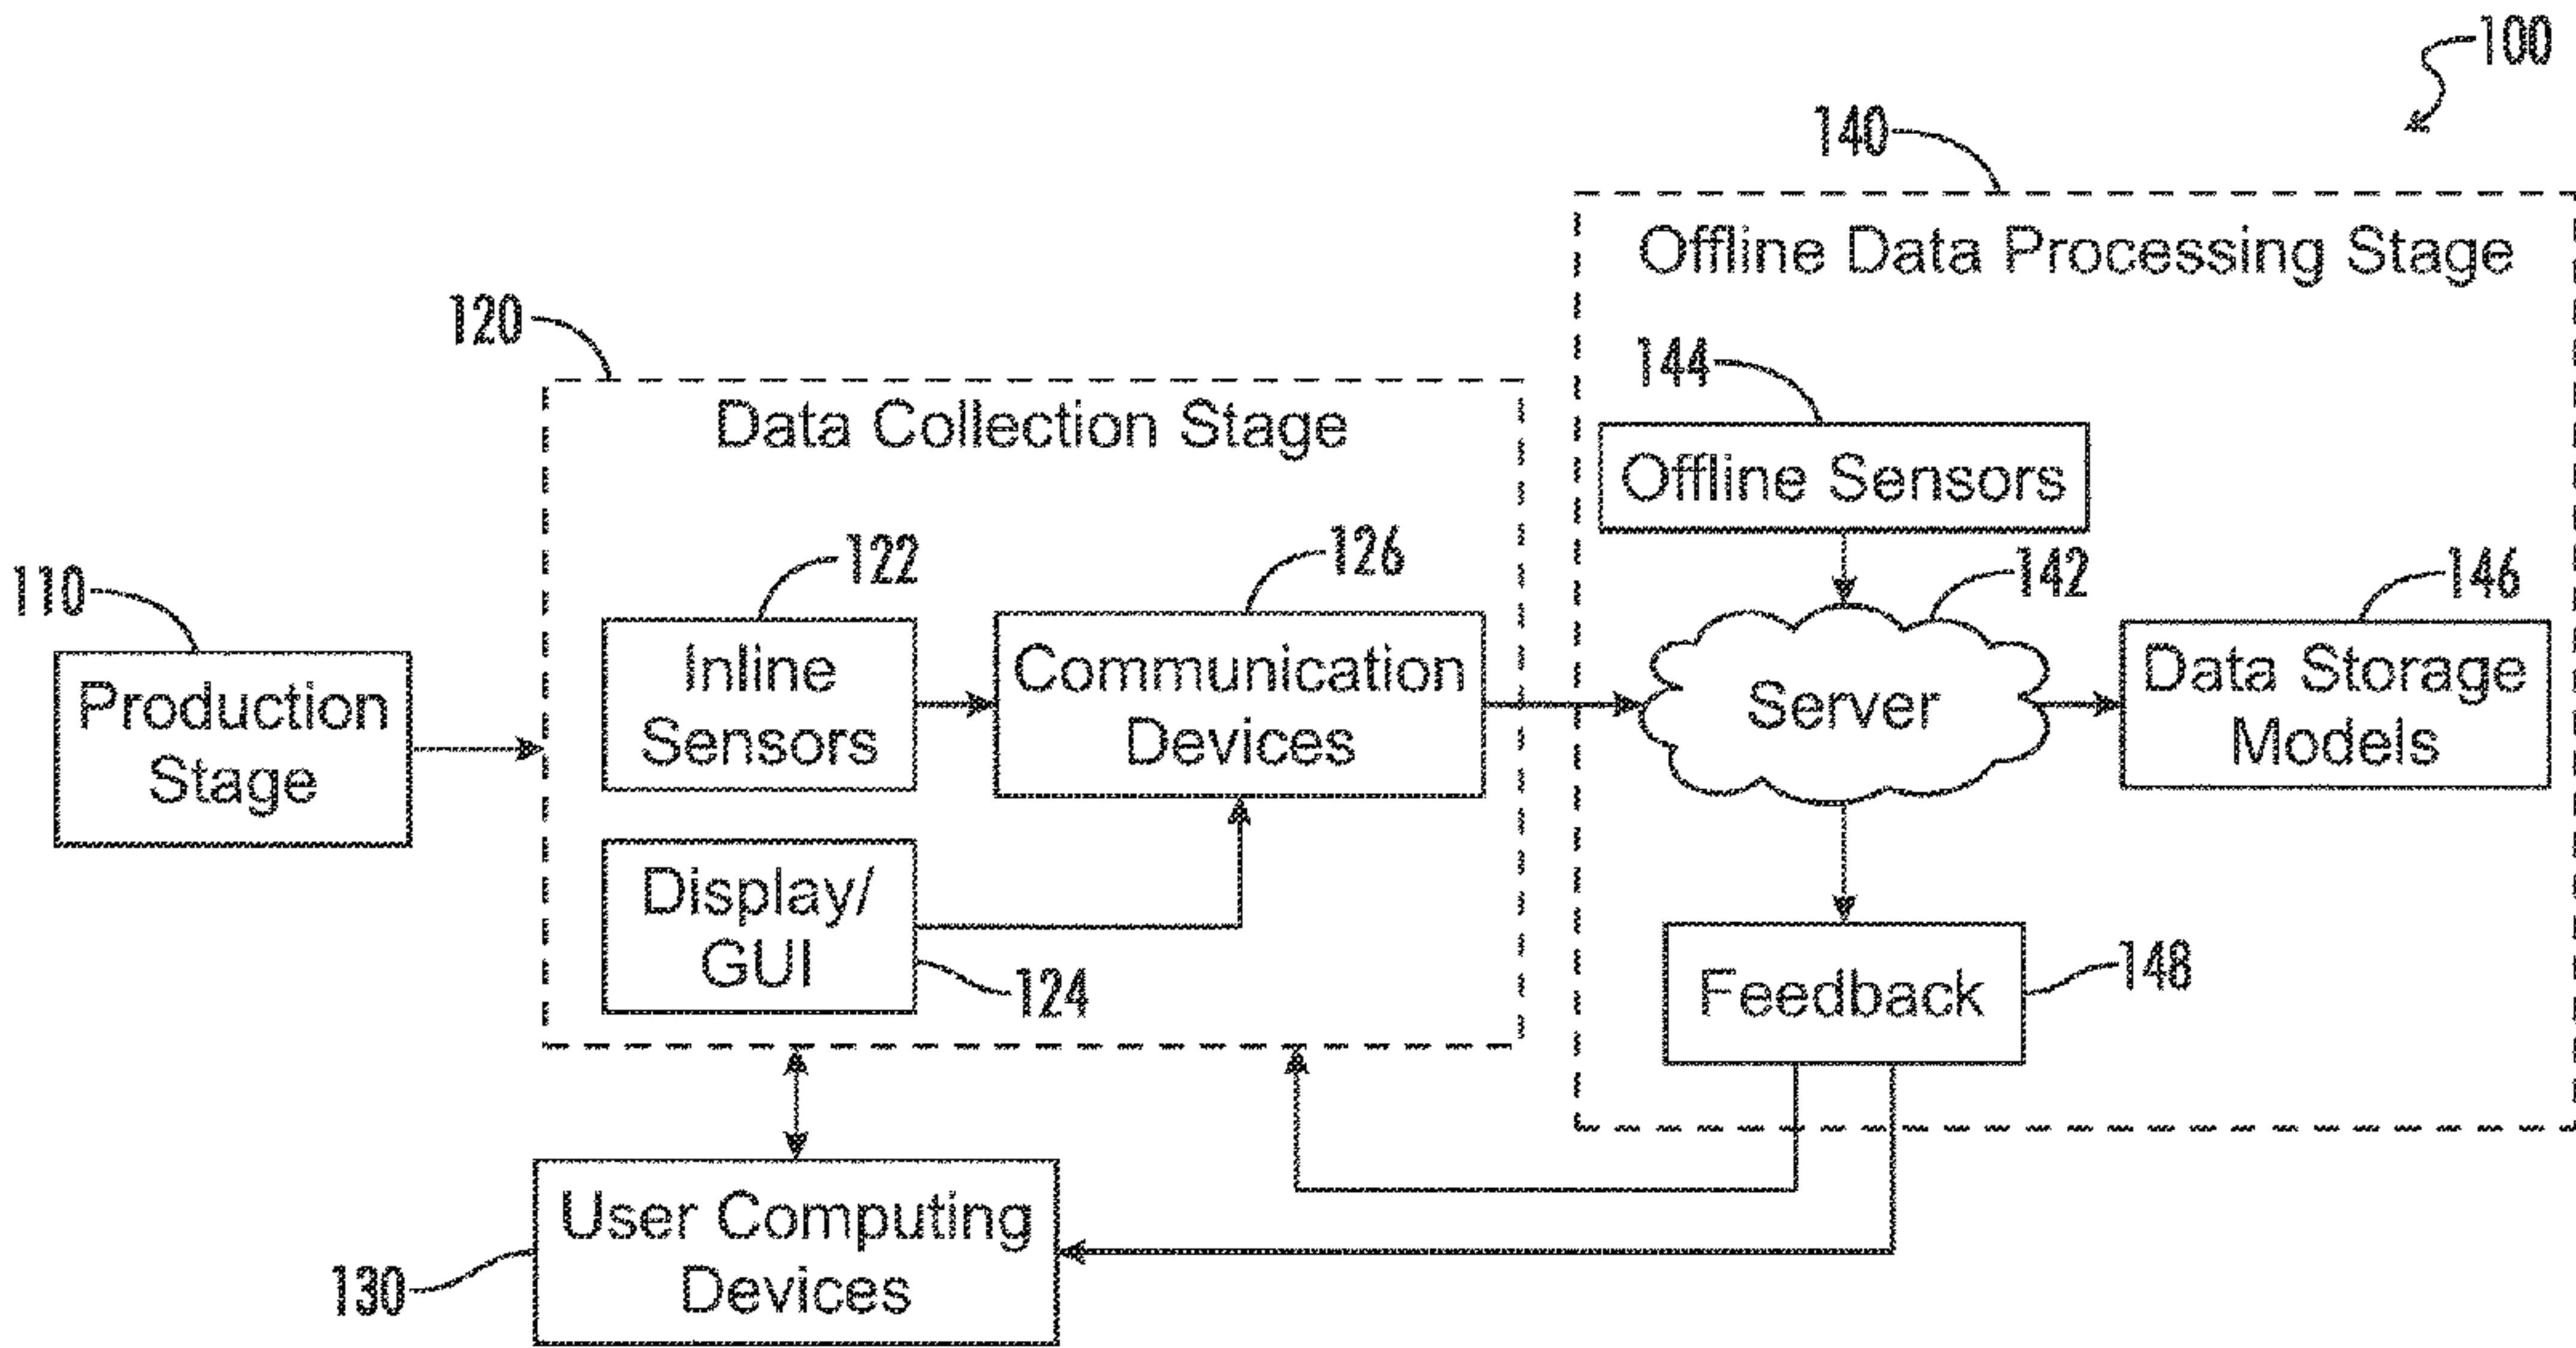 100
140
Offline Data Processing Stage
120
144
Data Collection Stage
Offline Sensors
122
126
142
146
110
Production
Stage
Inline
Sensors
Communication
Devices
Server
Data Storage
Models
Display/
GUI
124
Feedback
148
User Computing
Devices
130